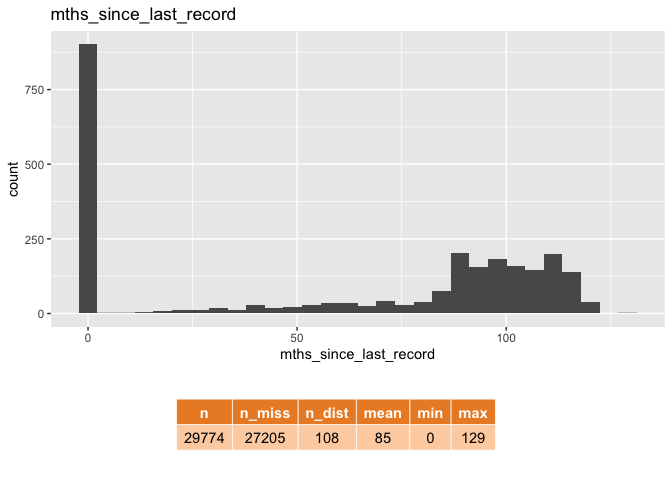 mths_since_last_record
750
500
250
0
count
0 50 100
mths_since_last_record
n n_miss n_dist mean min max
29774 27205 108 85 0 129